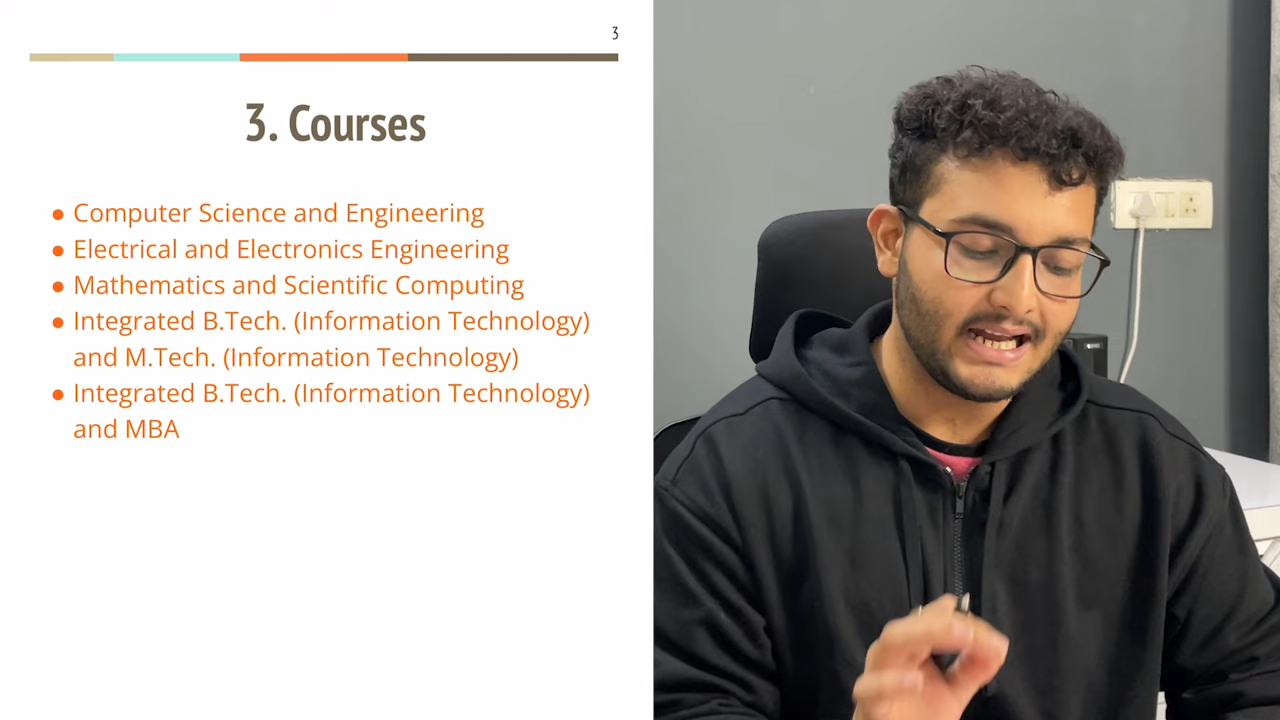 3
3. Courses
● Computer Science and Engineering
● Electrical and Electronics Engineering
● Mathematics and Scientific Computing
● Integrated B.Tech. (Information Technology)
and M.Tech. (Information Technology)
● Integrated B.Tech. (Information Technology)
and MBA